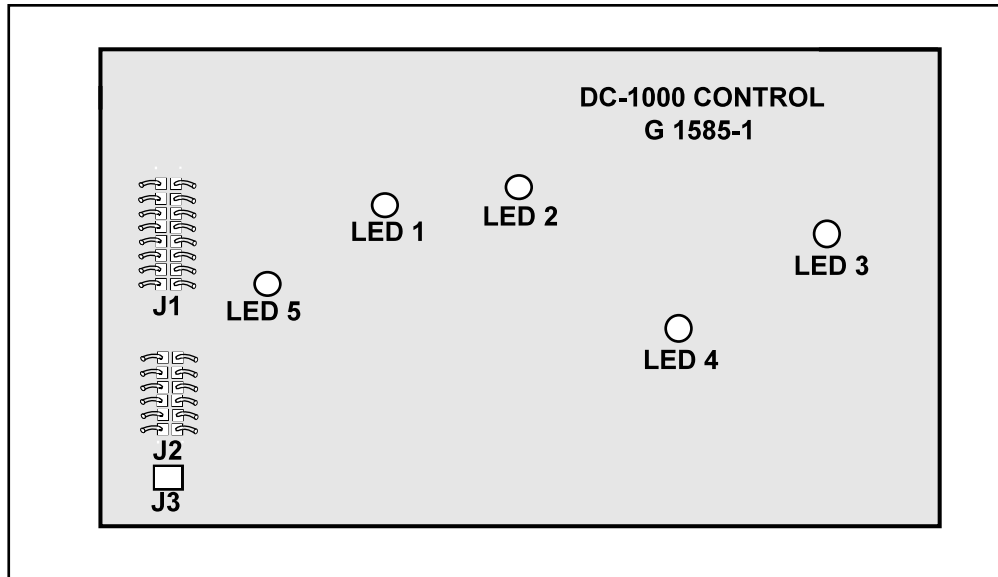 DC-1000 CONTROL
G 1585-1
LED 1
LED 2
LED 3
LED 5
LED 4
J1
J2
J3